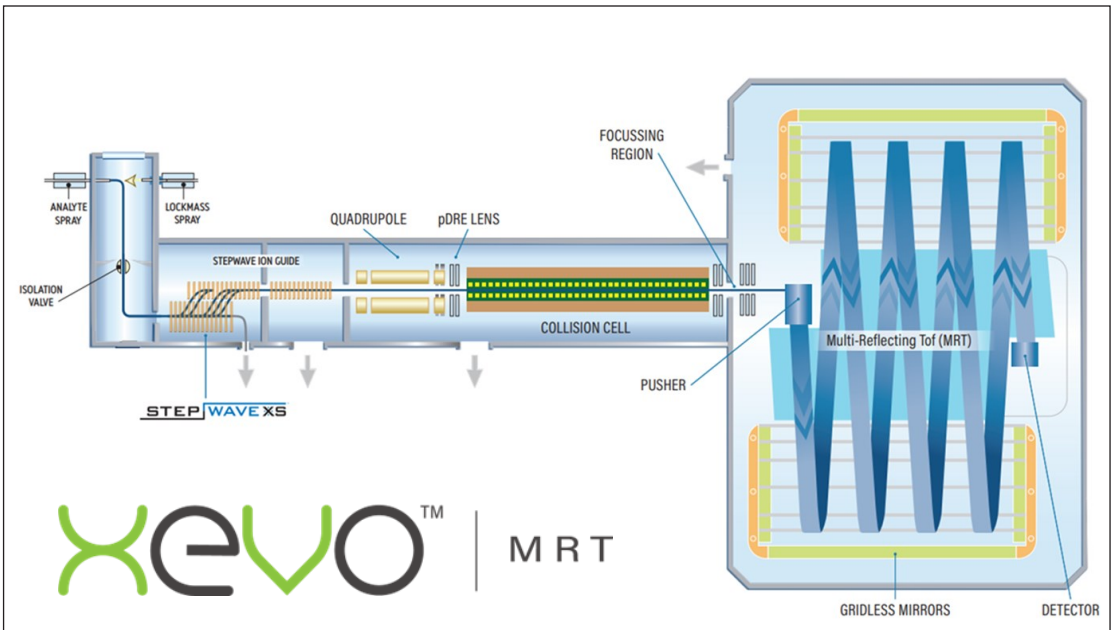 FOCUSSING
REGION
ANALYTE
SPRAY
LOCKMASS
SPRAY
QUADRUPOLE
pDRE LENS
STEPWAVE ION GUIDE
ISOLATION
VALVE
COLLISION CELL
Multi-Reflecting Tof (MRT)
PUSHER
STEPWAVE XS
xevo™ MRT
GRIDLESS MIRRORS
DETECTOR